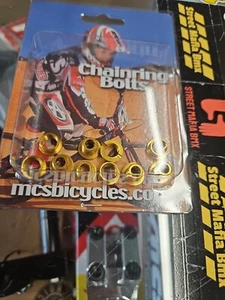 Chainring
Bolts
mcsbicycles.com
STREET MAFIA BMX
Street Mafia Bmx
Street Mafia Bmx